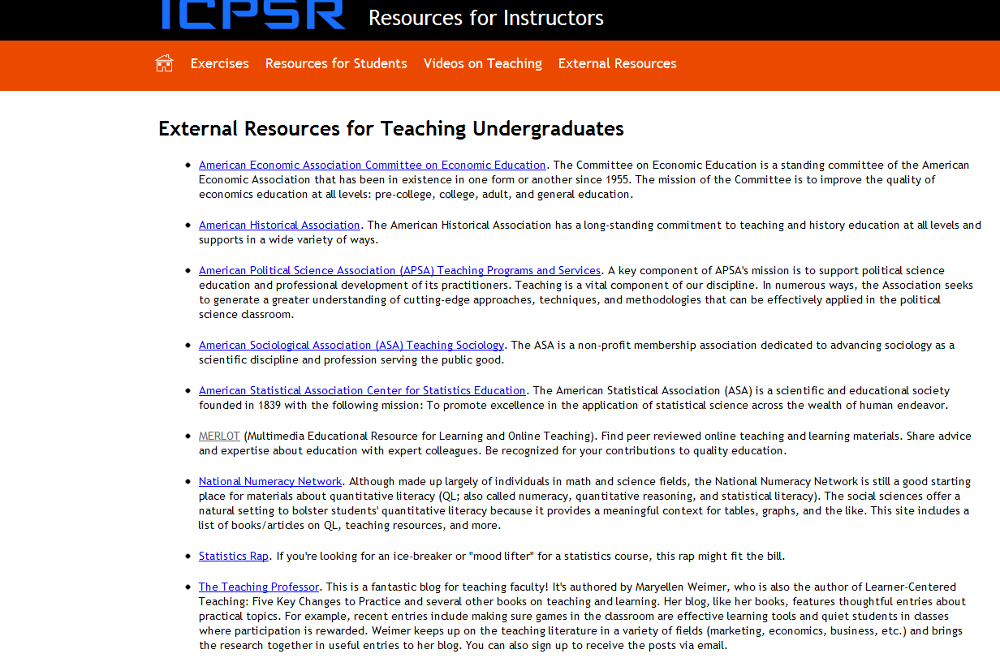 ICPSR Resources for Instructors
Exercises Resources for Students Videos on Teaching External Resources
External Resources for Teaching Undergraduates
American Economic Association Committee on Economic Education. The Committee on Economic Education is a standing committee of the American
Economic Association that has been in existence in one form or another since 1955. The mission of the Committee is to improve the quality of
economics education at all levels: pre-college, college, adult, and general education.
American Historical Association. The American Historical Association has a long-standing commitment to teaching and history education at all levels and
supports in a wide variety of ways.
American Political Science Association (APSA) Teaching Programs and Services. A key component of APSA's mission is to support political science
education and professional development of its practitioners. Teaching is a vital component of our discipline. In numerous ways, the Association seeks
to generate a greater understanding of cutting-edge approaches, techniques, and methodologies that can be effectively applied in the political
science classroom.
American Sociological Association (ASA) Teaching Sociology. The ASA is a non-profit membership association dedicated to advancing sociology as a
scientific discipline and profession serving the public good.
American Statistical Association Center for Statistics Education. The American Statistical Association (ASA) is a scientific and educational society
founded in 1839 with the following mission: To promote excellence in the application of statistical science across the wealth of human endeavor.
MERLOT (Multimedia Educational Resource for Learning and Online Teaching). Find peer reviewed online teaching and learning materials. Share advice
and expertise about education with expert colleagues. Be recognized for your contributions to quality education.
National Numeracy Network. Although made up largely of individuals in math and science fields, the National Numeracy Network is still a good starting
place for materials about quantitative literacy (QL; also called numeracy, quantitative reasoning, and statistical literacy). The social sciences offer a
natural setting to bolster students' quantitative literacy because it provides a meaningful context for tables, graphs, and the like. This site includes a
list of books/articles on QL, teaching resources, and more.
Statistics Rap. If you're looking for an ice-breaker or "mood lifter" for a statistics course, this rap might fit the bill.
The Teaching Professor. This is a fantastic blog for teaching faculty! It's authored by Maryellen Weimer, who is also the author of Learner-Centered
Teaching: Five Key Changes to Practice and several other books on teaching and learning. Her blog, like her books, features thoughtful entries about
practical topics. For example, recent entries include making sure games in the classroom are effective learning tools and quiet students in classes
where participation is rewarded. Weimer keeps up on the teaching literature in a variety of fields (marketing, economics, business, etc.) and brings
the research together in useful entries to her blog. You can also sign up to receive the posts via email.